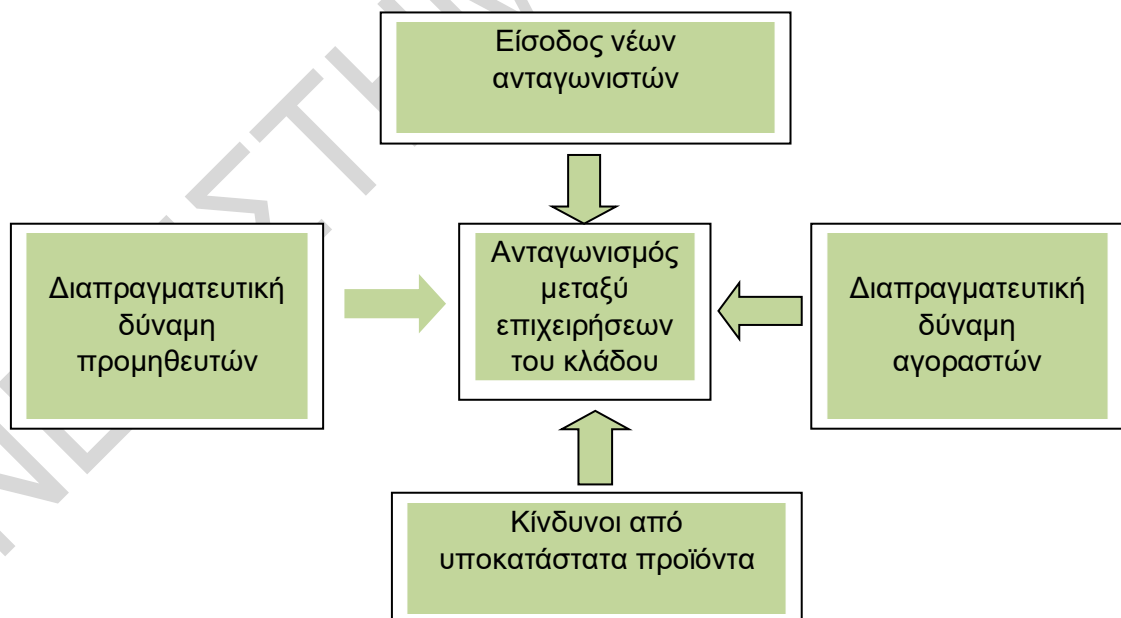 Είσοδος νέων
ανταγωνιστών
Διαπραγματευτική
δύναμη
προμηθευτών
Ανταγωνισμός
μεταξύ
επιχειρήσεων
του κλάδου
Διαπραγματευτική
δύναμη
αγοραστών
Κίνδυνοι από
υποκατάστατα προϊόντα